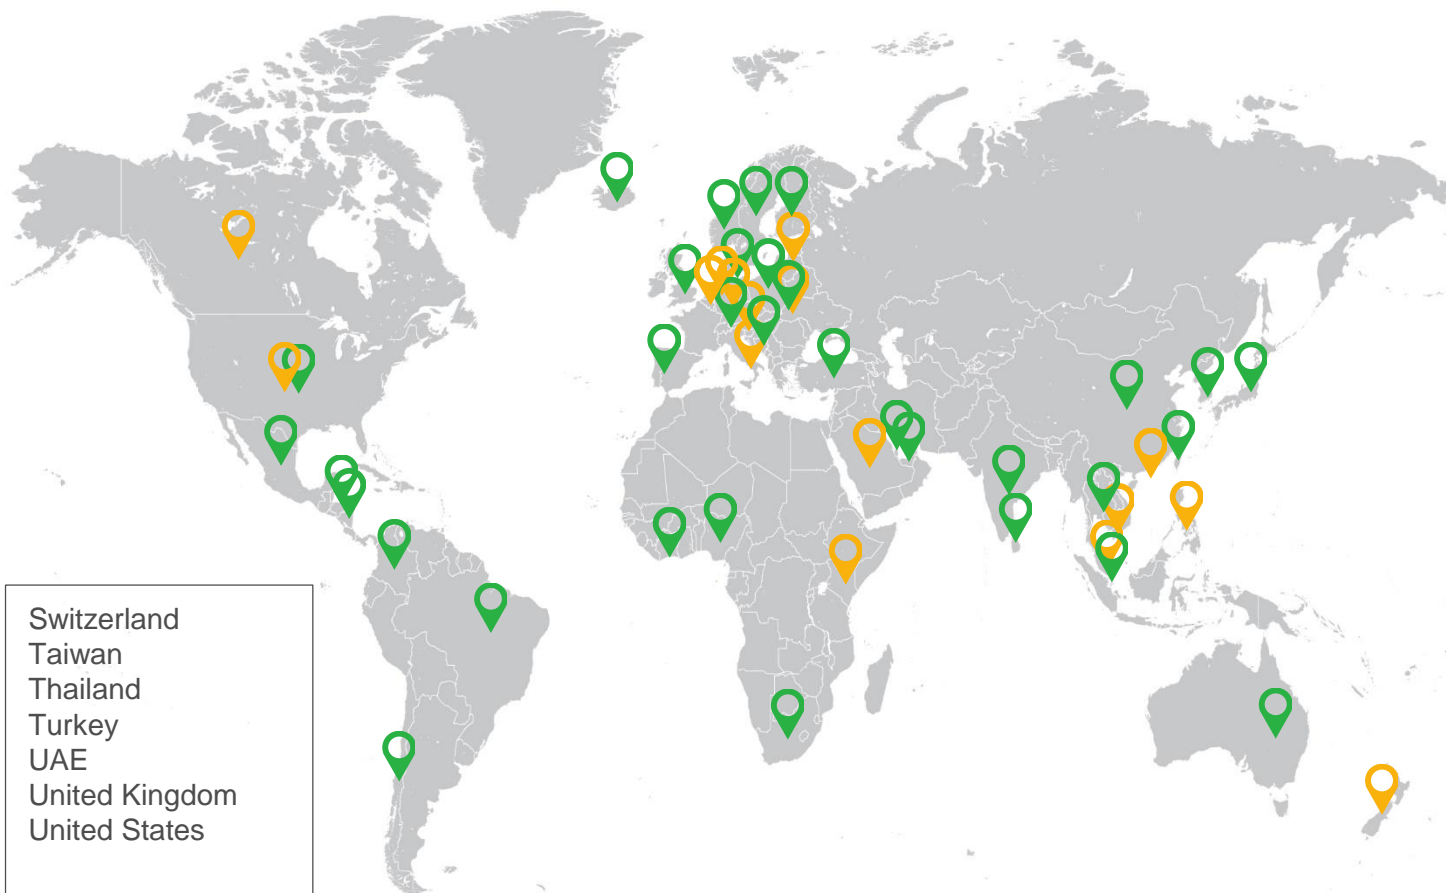 Switzerland
Taiwan
Thailand
Turkey
UAE
United Kingdom
United States